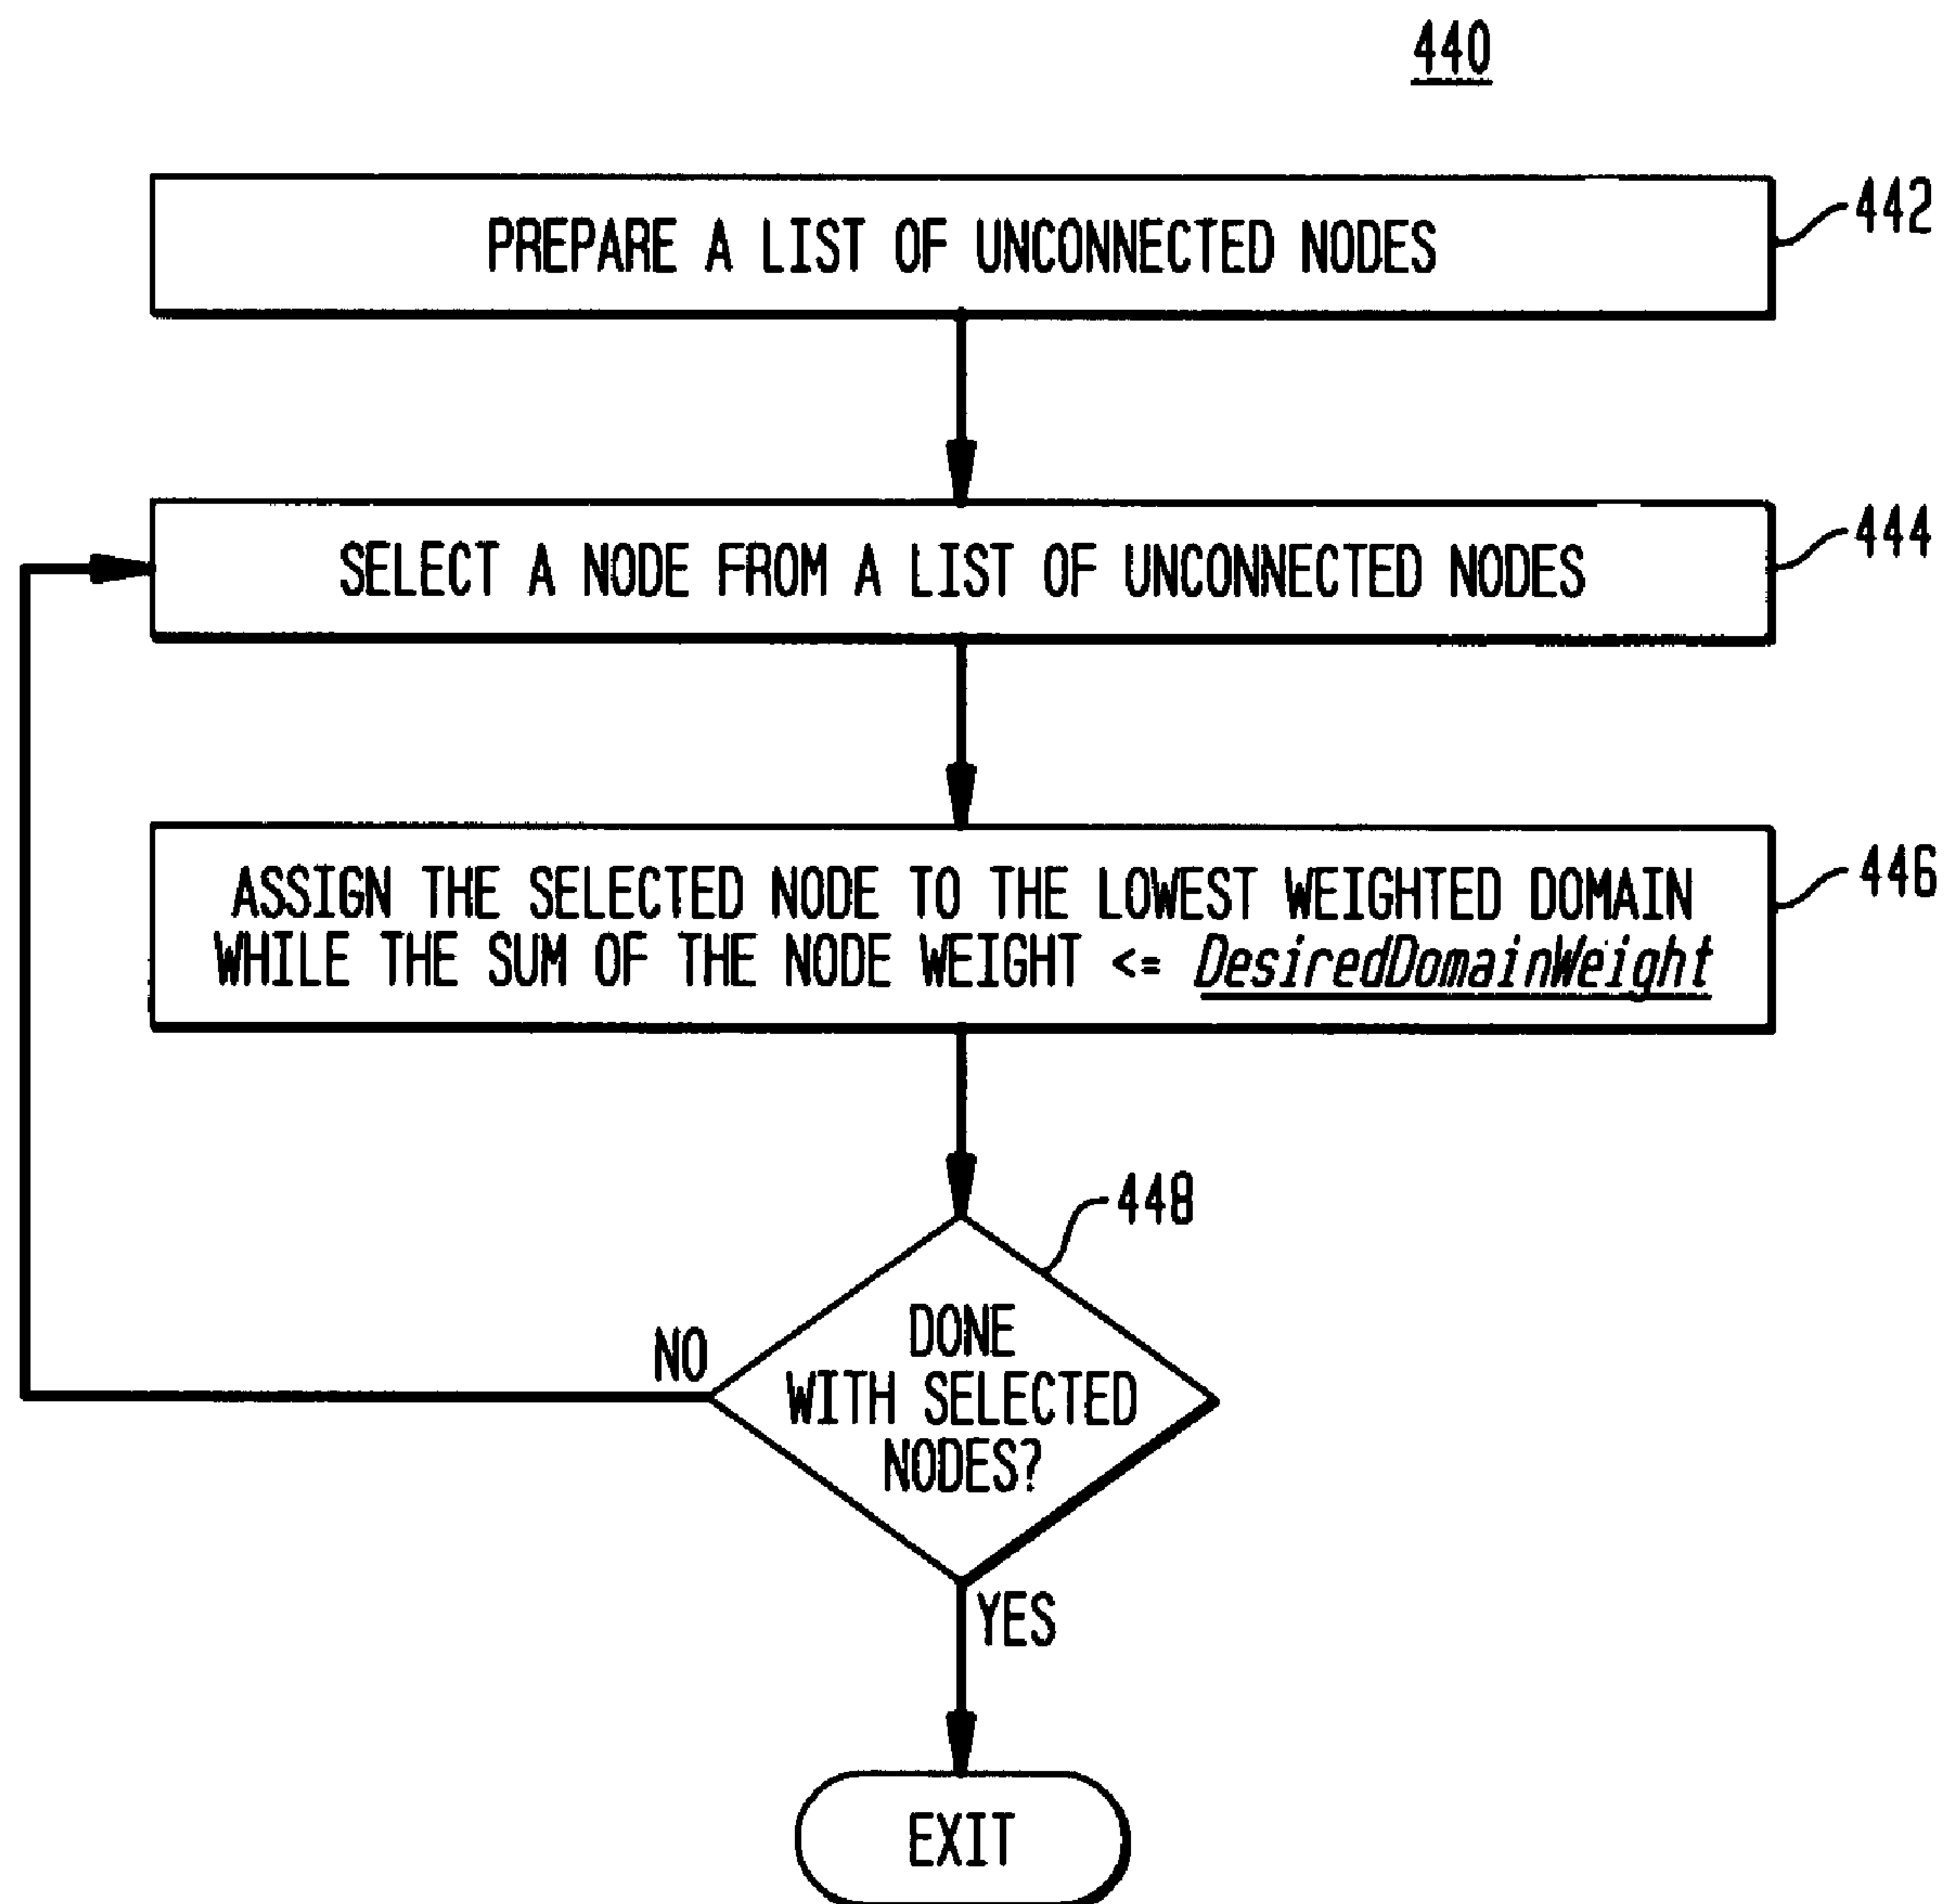 440
PREPARE A LIST OF UNCONNECTED NODES
442
SELECT A NODE FROM A LIST OF UNCONNECTED NODES
444
ASSIGN THE SELECTED NODE TO THE LOWEST WEIGHTED DOMAIN
WHILE THE SUM OF THE NODE WEIGHT <= DesiredDomainWeight
446
448
DONE
WITH SELECTED
NODES?
NO
YES
EXIT